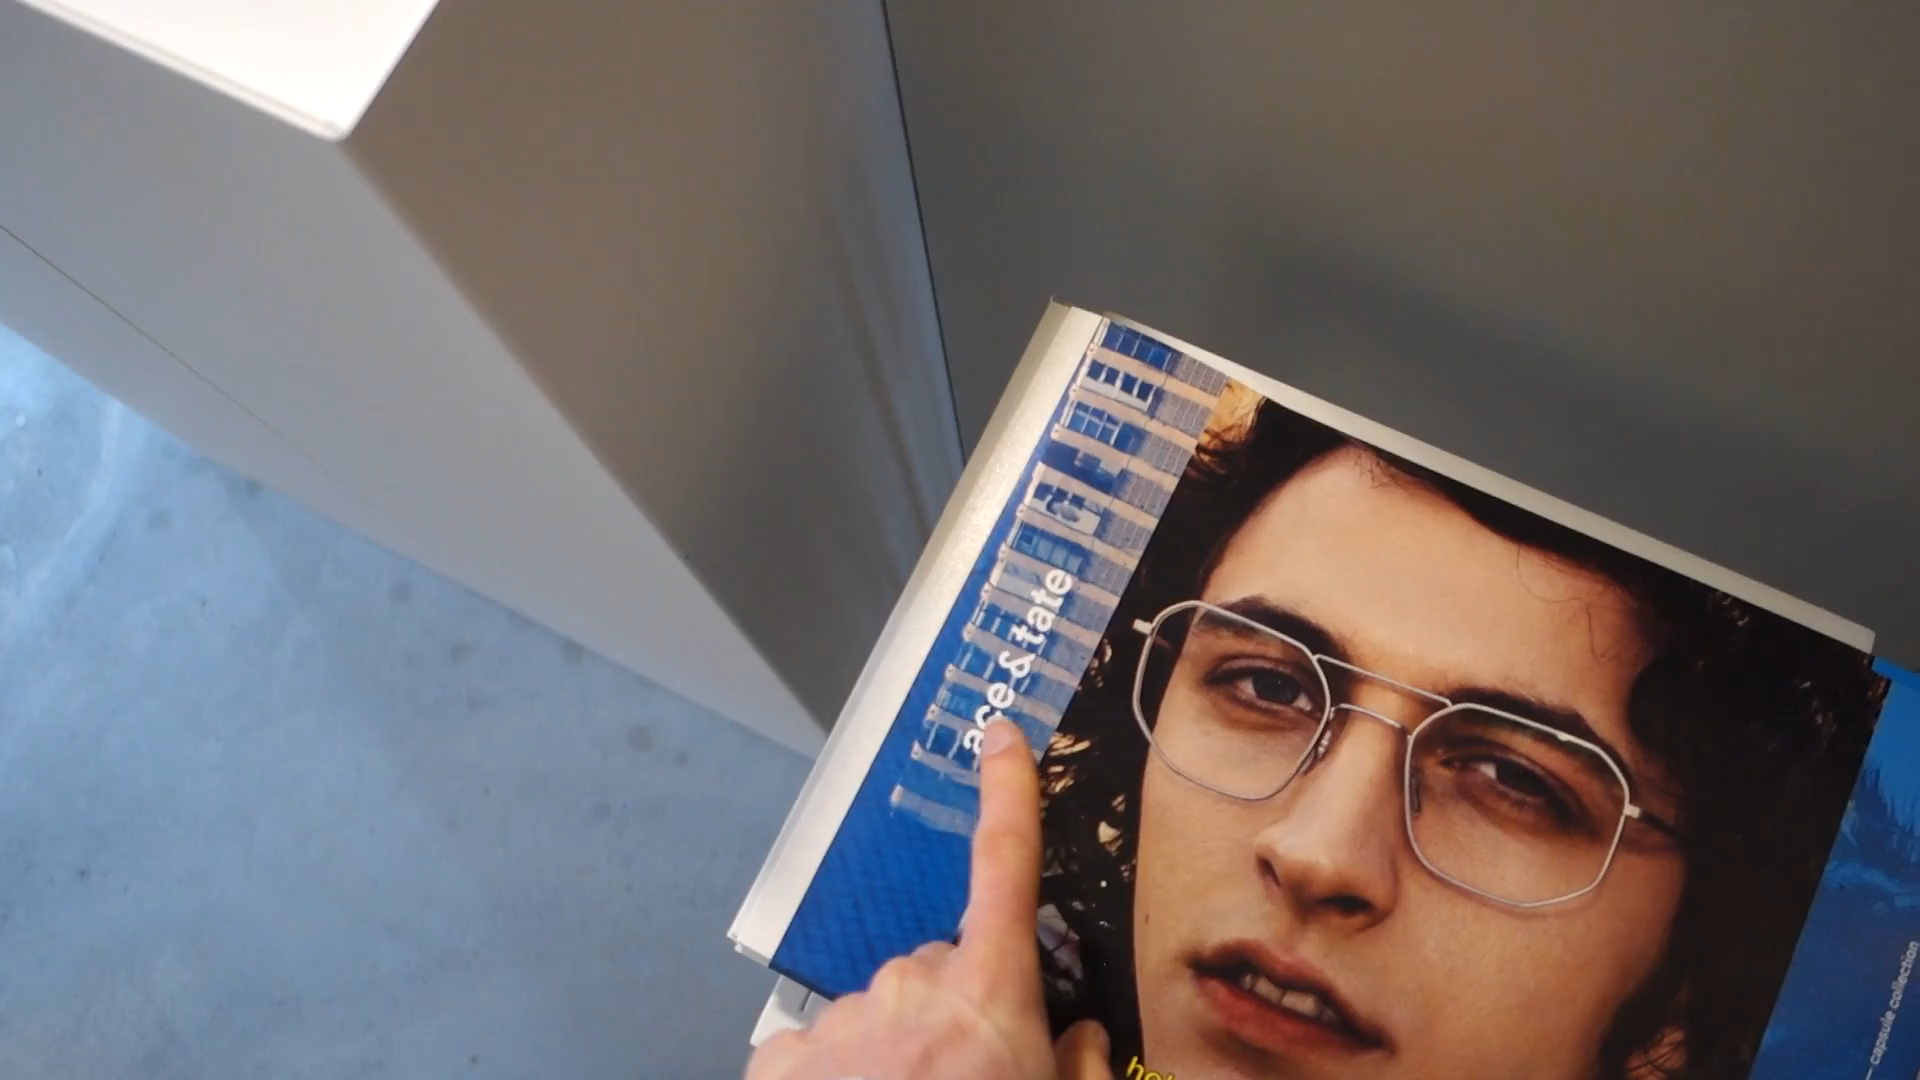 ace & tate
— capsule collection